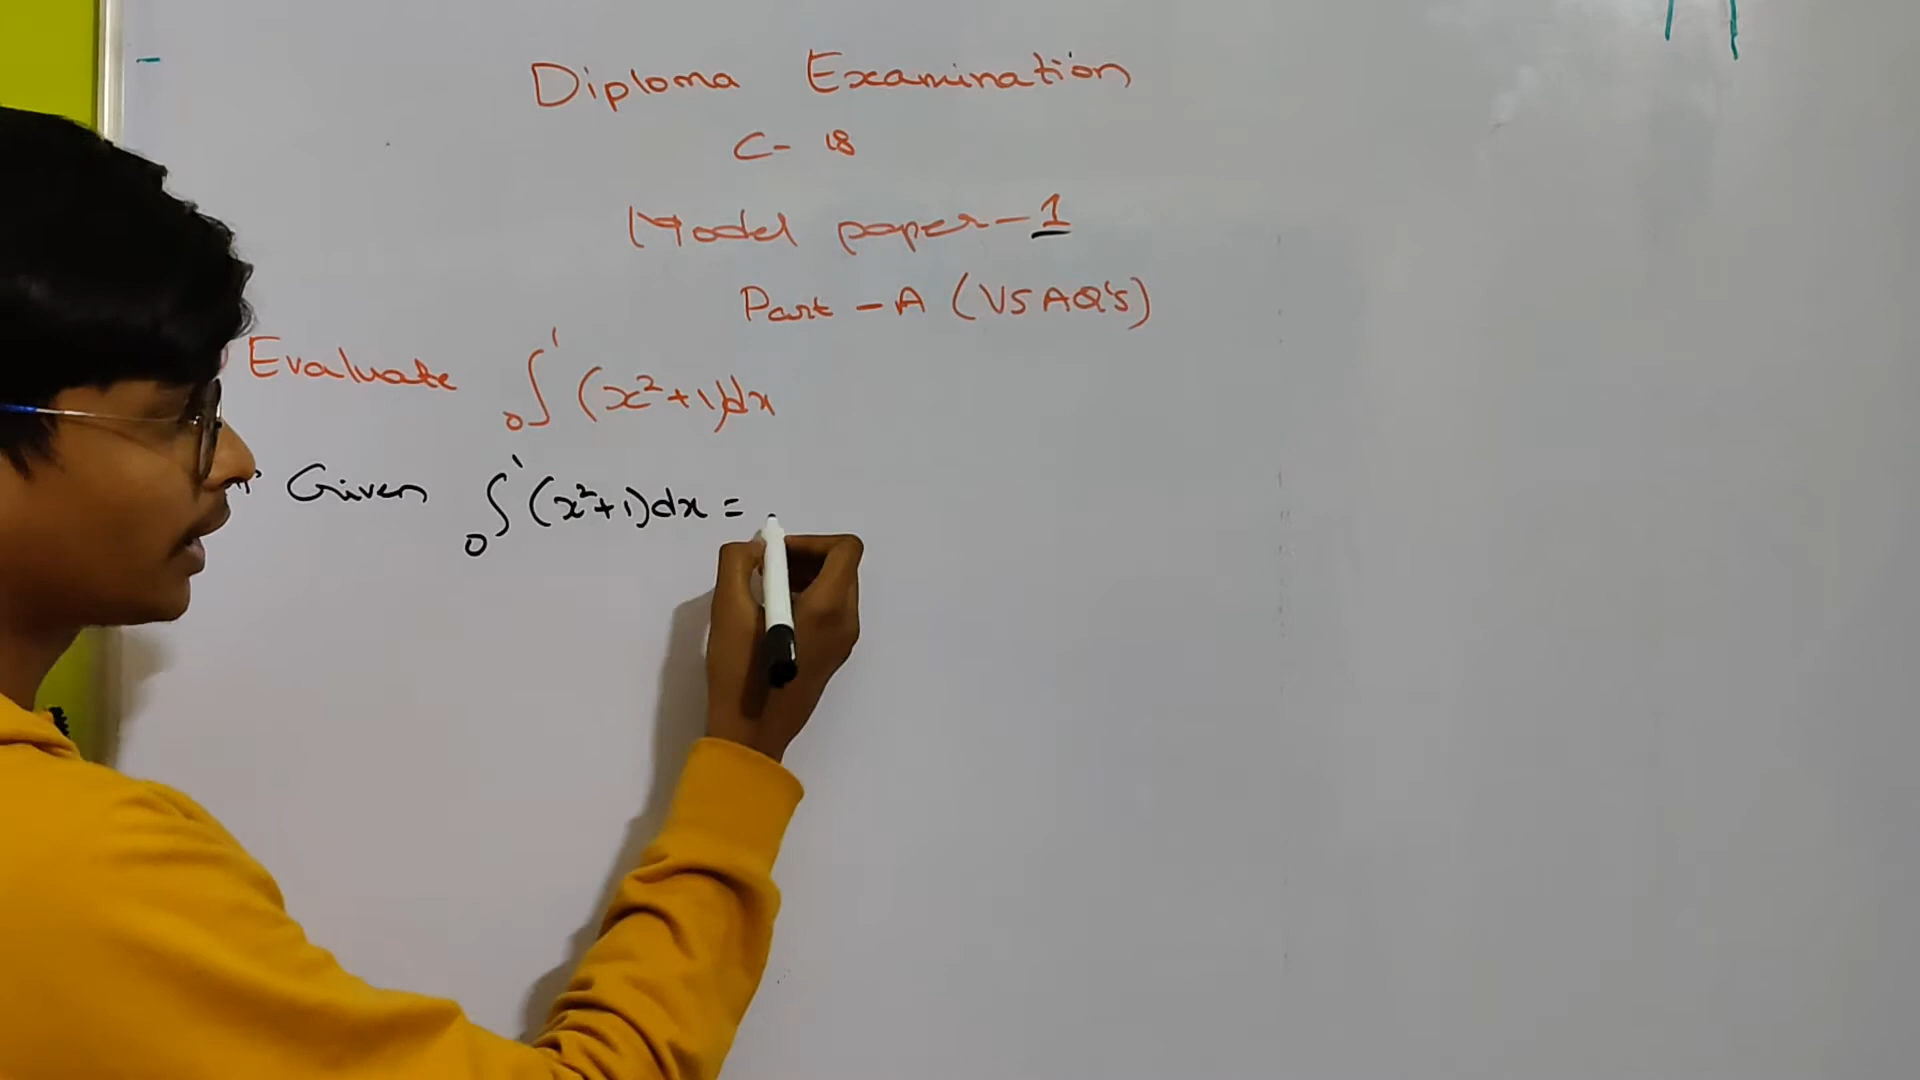 Diploma Examination
C-18
Model paper-1
Part-A (VSAQ's)
Evaluate ₀∫¹ (x²+1)dx
Given ₀∫¹ (x²+1)dx =